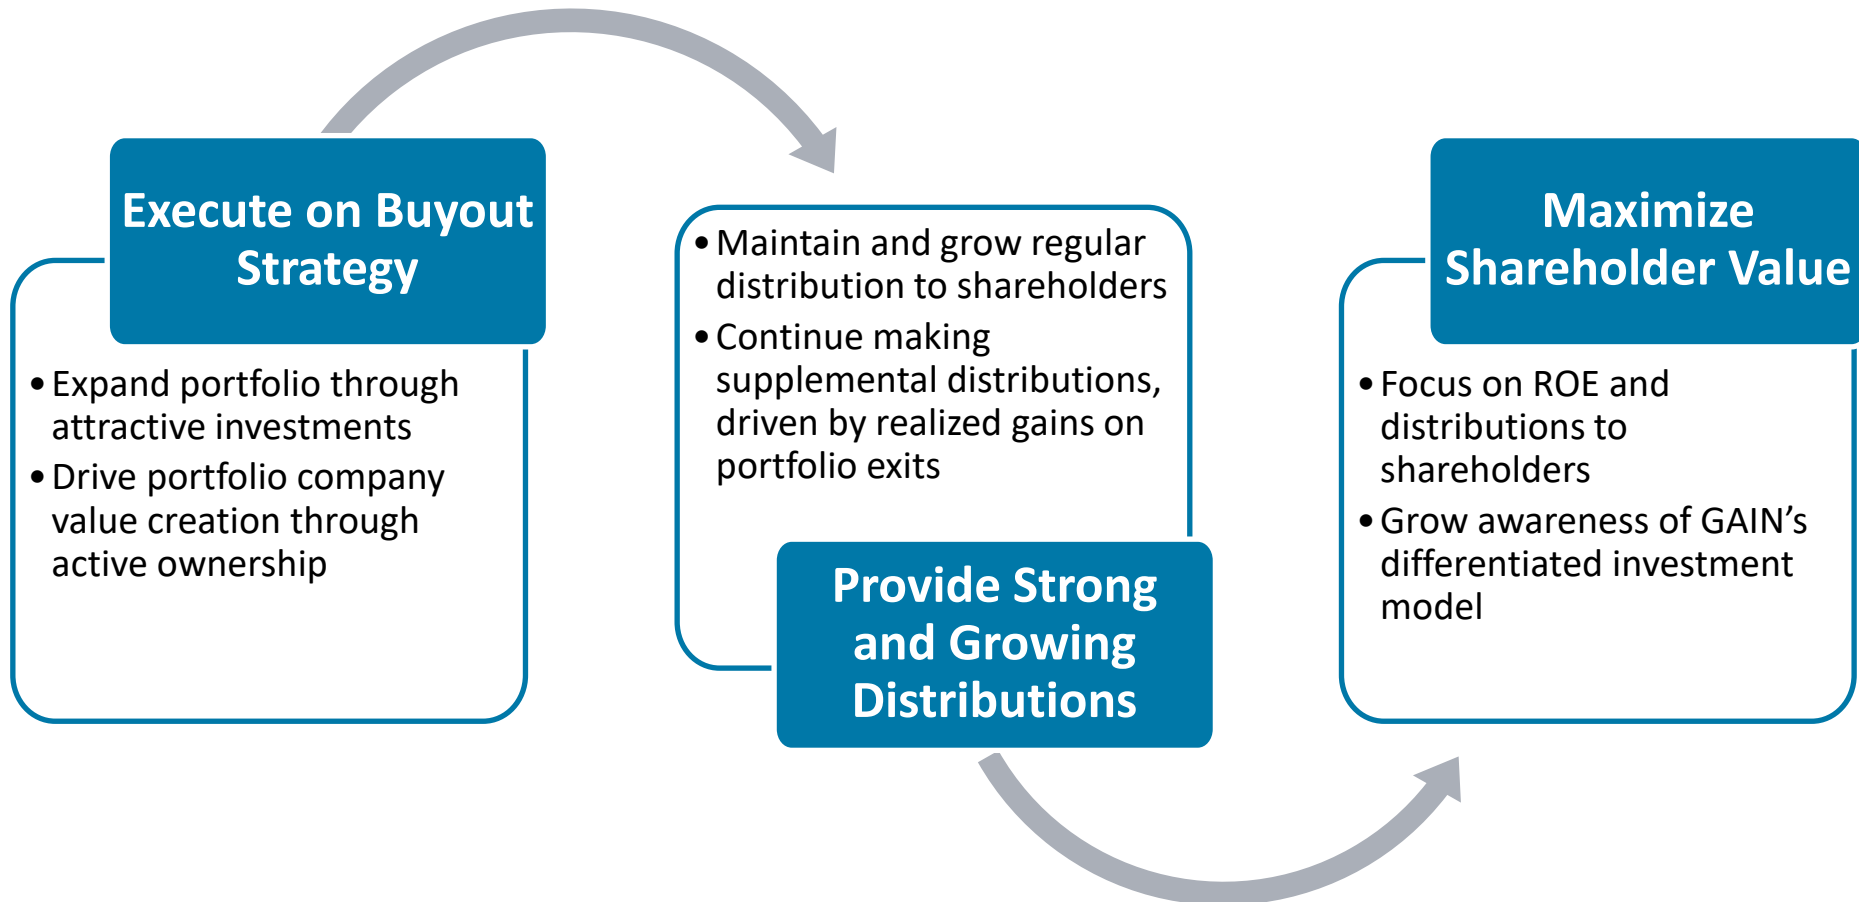 Execute on Buyout
Strategy
• Expand portfolio through
attractive investments
• Drive portfolio company
value creation through
active ownership
• Maintain and grow regular
distribution to shareholders
• Continue making
supplemental distributions,
driven by realized gains on
portfolio exits
Provide Strong
and Growing
Distributions
Maximize
Shareholder Value
• Focus on ROE and
distributions to
shareholders
• Grow awareness of GAIN’s
differentiated investment
model